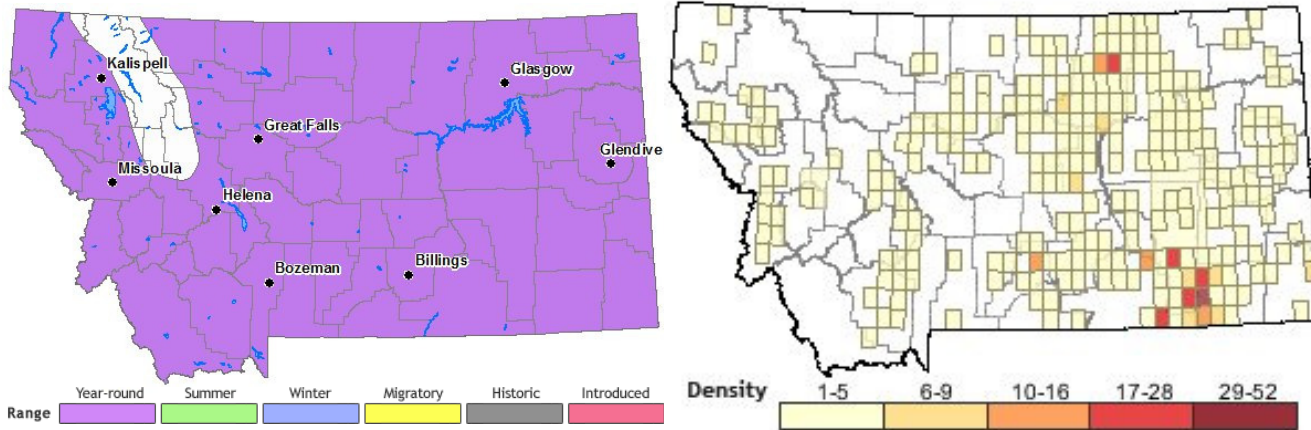 Kalispell
Glasgow
Great Falls
Glendive
Missoula
Helena
Bozeman
Billings
Year-round Summer Winter Migratory Historic Introduced
Range
Density 1-5 6-9 10-16 17-28 29-52